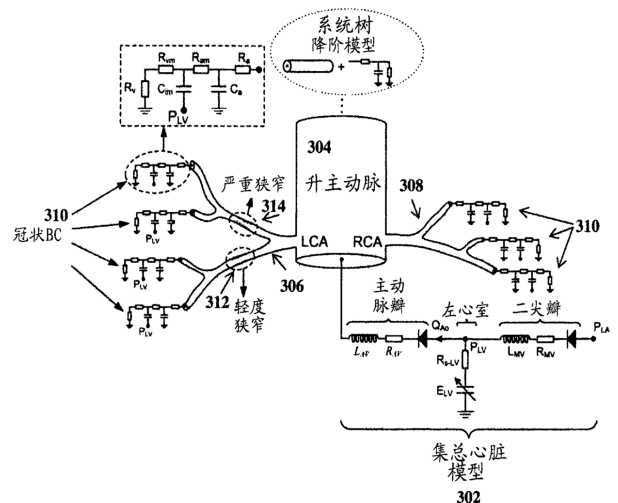 系统树
降阶模型
+
Rvm
Ram
Ra
Rv
Cim
Ca
PLV
304
升主动脉
严重狭窄
314
308
310
冠状BC
LCA
RCA
310
PLV
PLV
PLV
312
306
轻度
狭窄
主动
脉瓣
左心室
二尖瓣
QAo
PLV
PLA
LAV
RAV
LMV
RMV
Rs-LV
ELV
集总心脏
模型
302